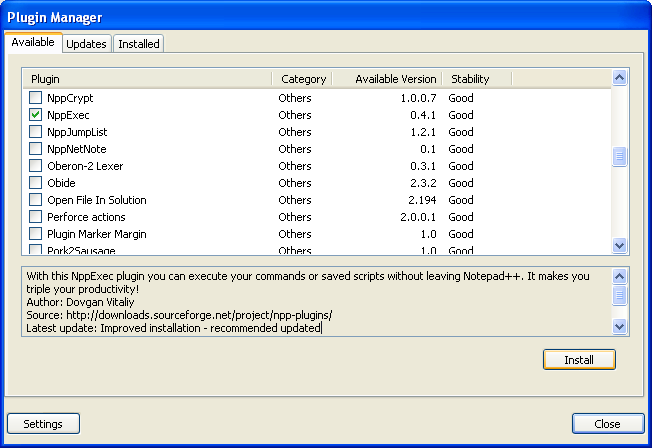 Plugin Manager
Available Updates Installed
Plugin Category Available Version Stability
NppCrypt Others 1.0.0.7 Good
NppExec Others 0.4.1 Good
NppJumpList Others 1.2.1 Good
NppNetNote Others 0.1 Good
Oberon-2 Lexer Others 0.3.1 Good
Obide Others 2.3.2 Good
Open File In Solution Others 2.194 Good
Perforce actions Others 2.0.0.1 Good
Plugin Marker Margin Others 1.0 Good
Pork2Sausage Others 1.0 Good
With this NppExec plugin you can execute your commands or saved scripts without leaving Notepad++. It makes you
triple your productivity!
Author: Dovgan Vitaliy
Source: http://downloads.sourceforge.net/project/npp-plugins/
Latest update: Improved installation - recommended updated
Install
Settings Close